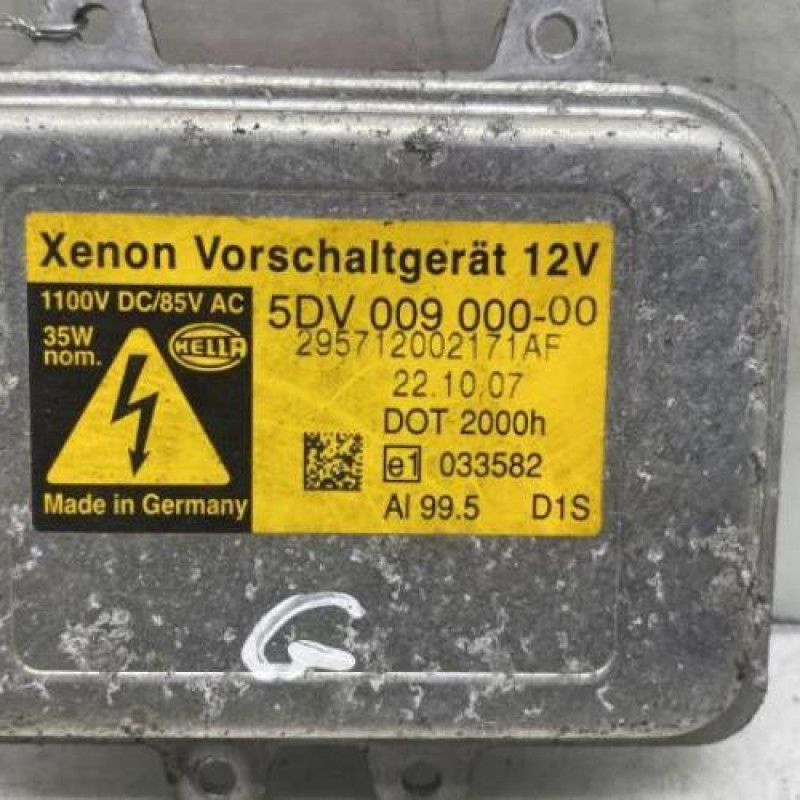 Xenon Vorschaltgerät 12V
1100V DC/85V AC
35W
nom.
HELLA
Made in Germany
5DV 009 000-00
295712002171AF
22.10.07
DOT 2000h
e1 033582
Al 99.5 D1S
G